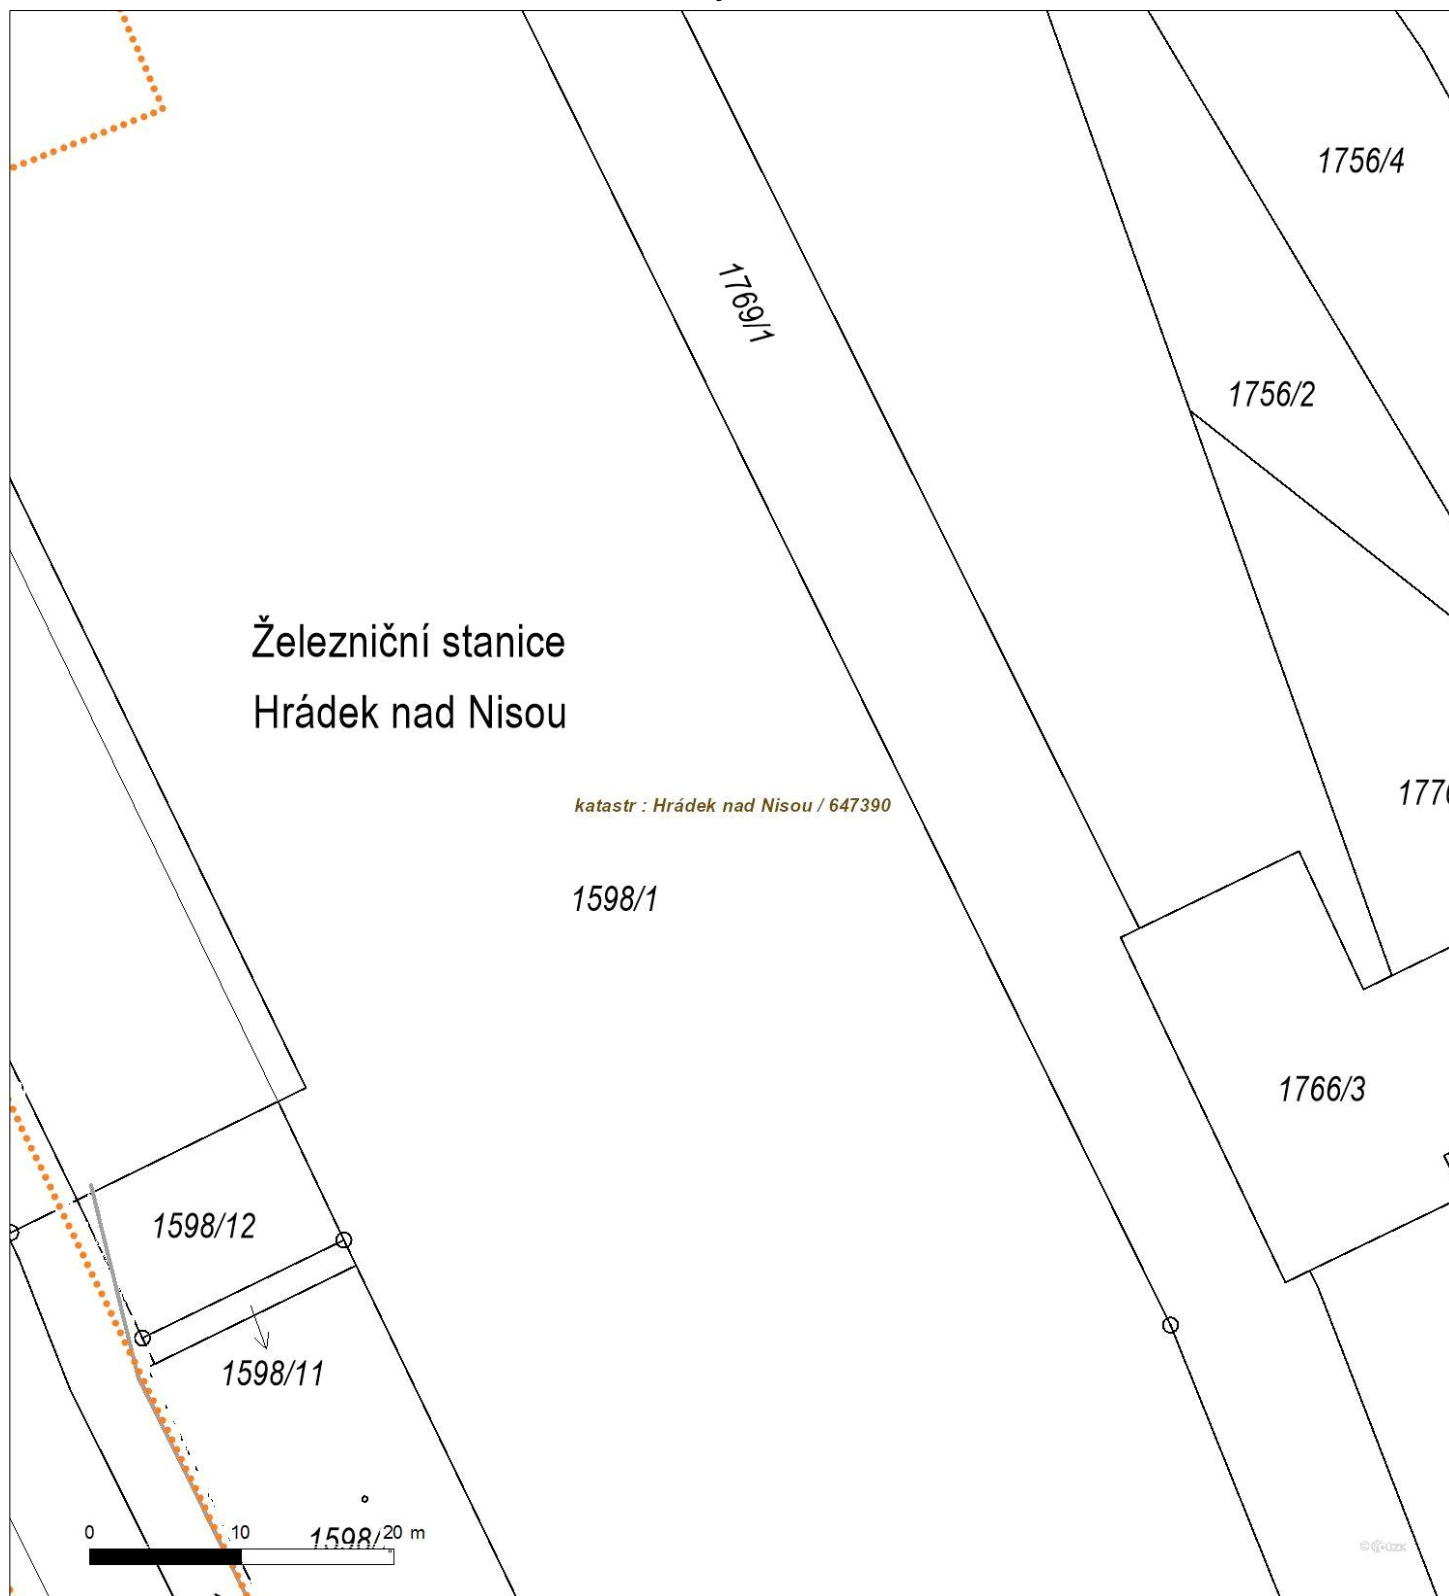 1756/4
1769/1
1756/2
Železniční stanice
Hrádek nad Nisou
katastr : Hrádek nad Nisou / 647390
1598/1
1766/3
1598/12
1598/11
0 10 20 m
© ČÚZK